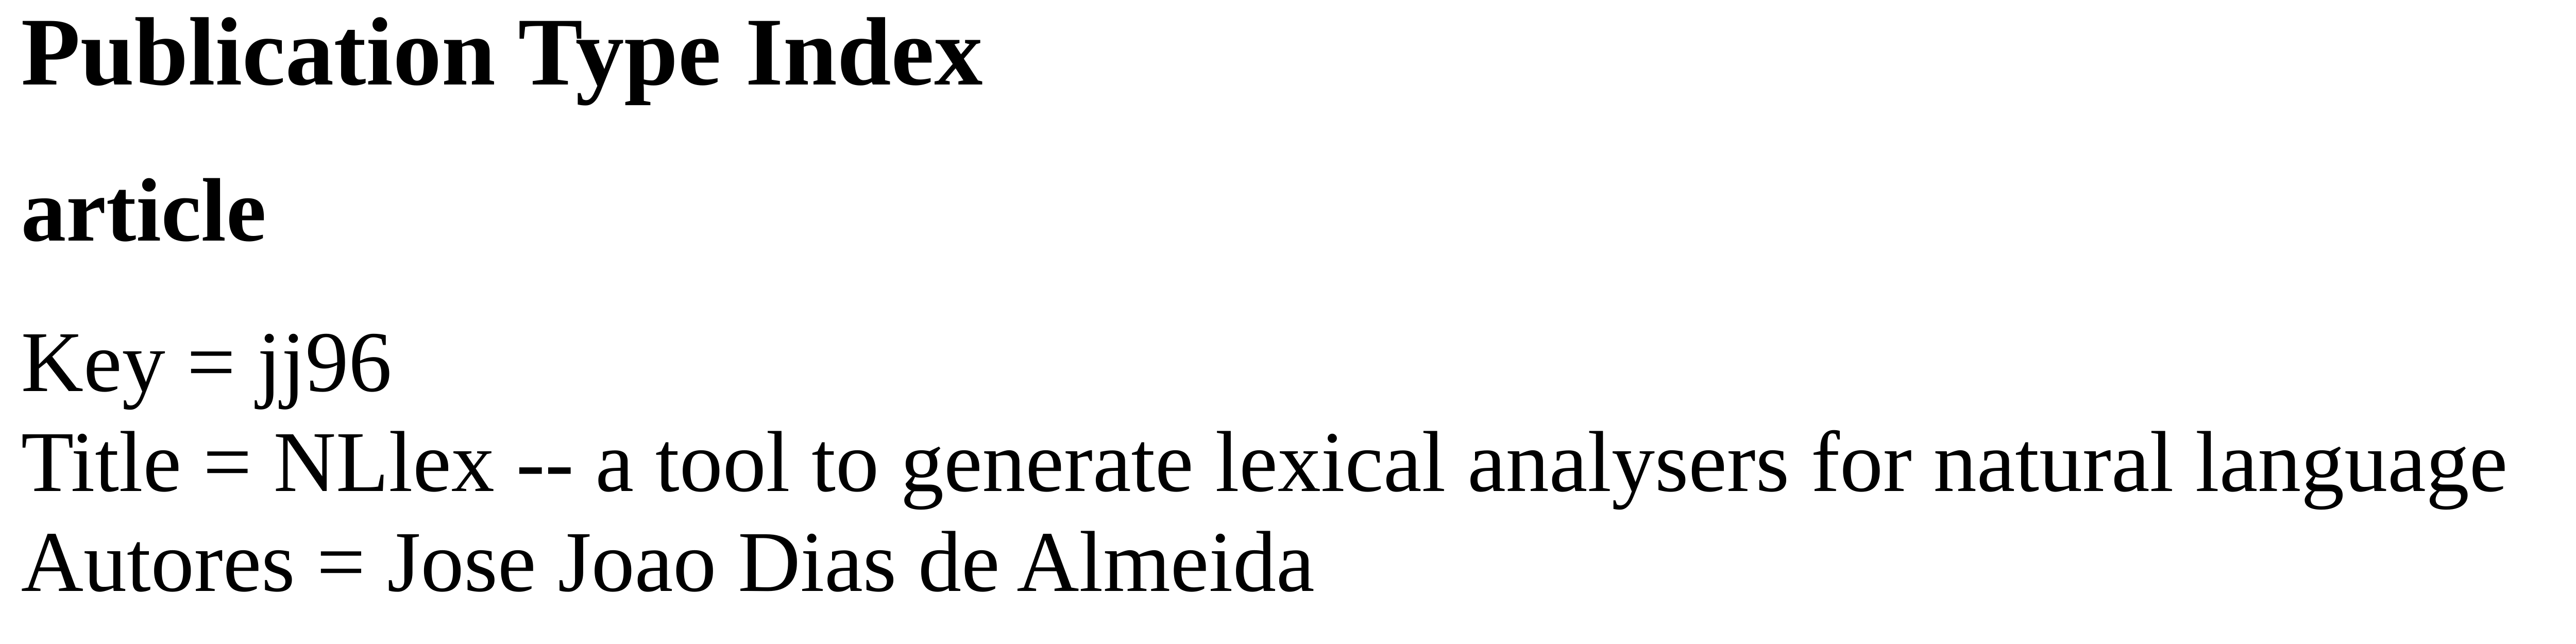 Publication Type Index
article
Key = jj96
Title = NLlex -- a tool to generate lexical analysers for natural language
Autores = Jose Joao Dias de Almeida